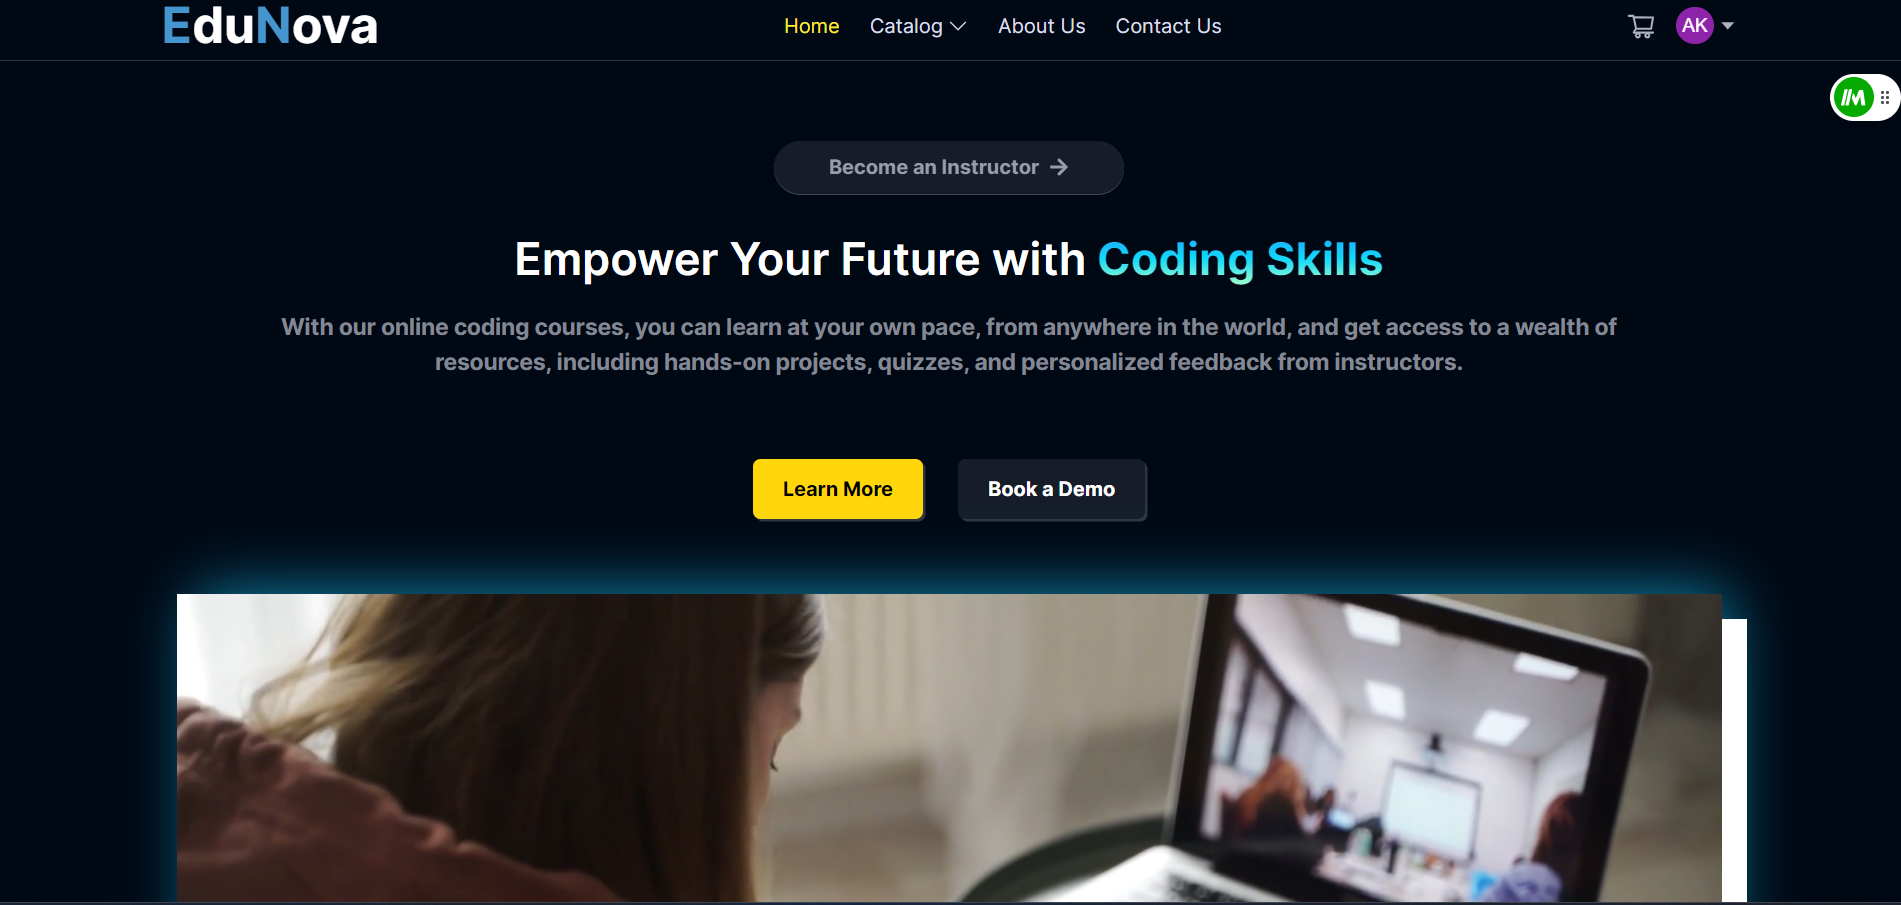 EduNova
Home Catalog About Us Contact Us
AK
Become an Instructor
Empower Your Future with Coding Skills
With our online coding courses, you can learn at your own pace, from anywhere in the world, and get access to a wealth of
resources, including hands-on projects, quizzes, and personalized feedback from instructors.
Learn More Book a Demo